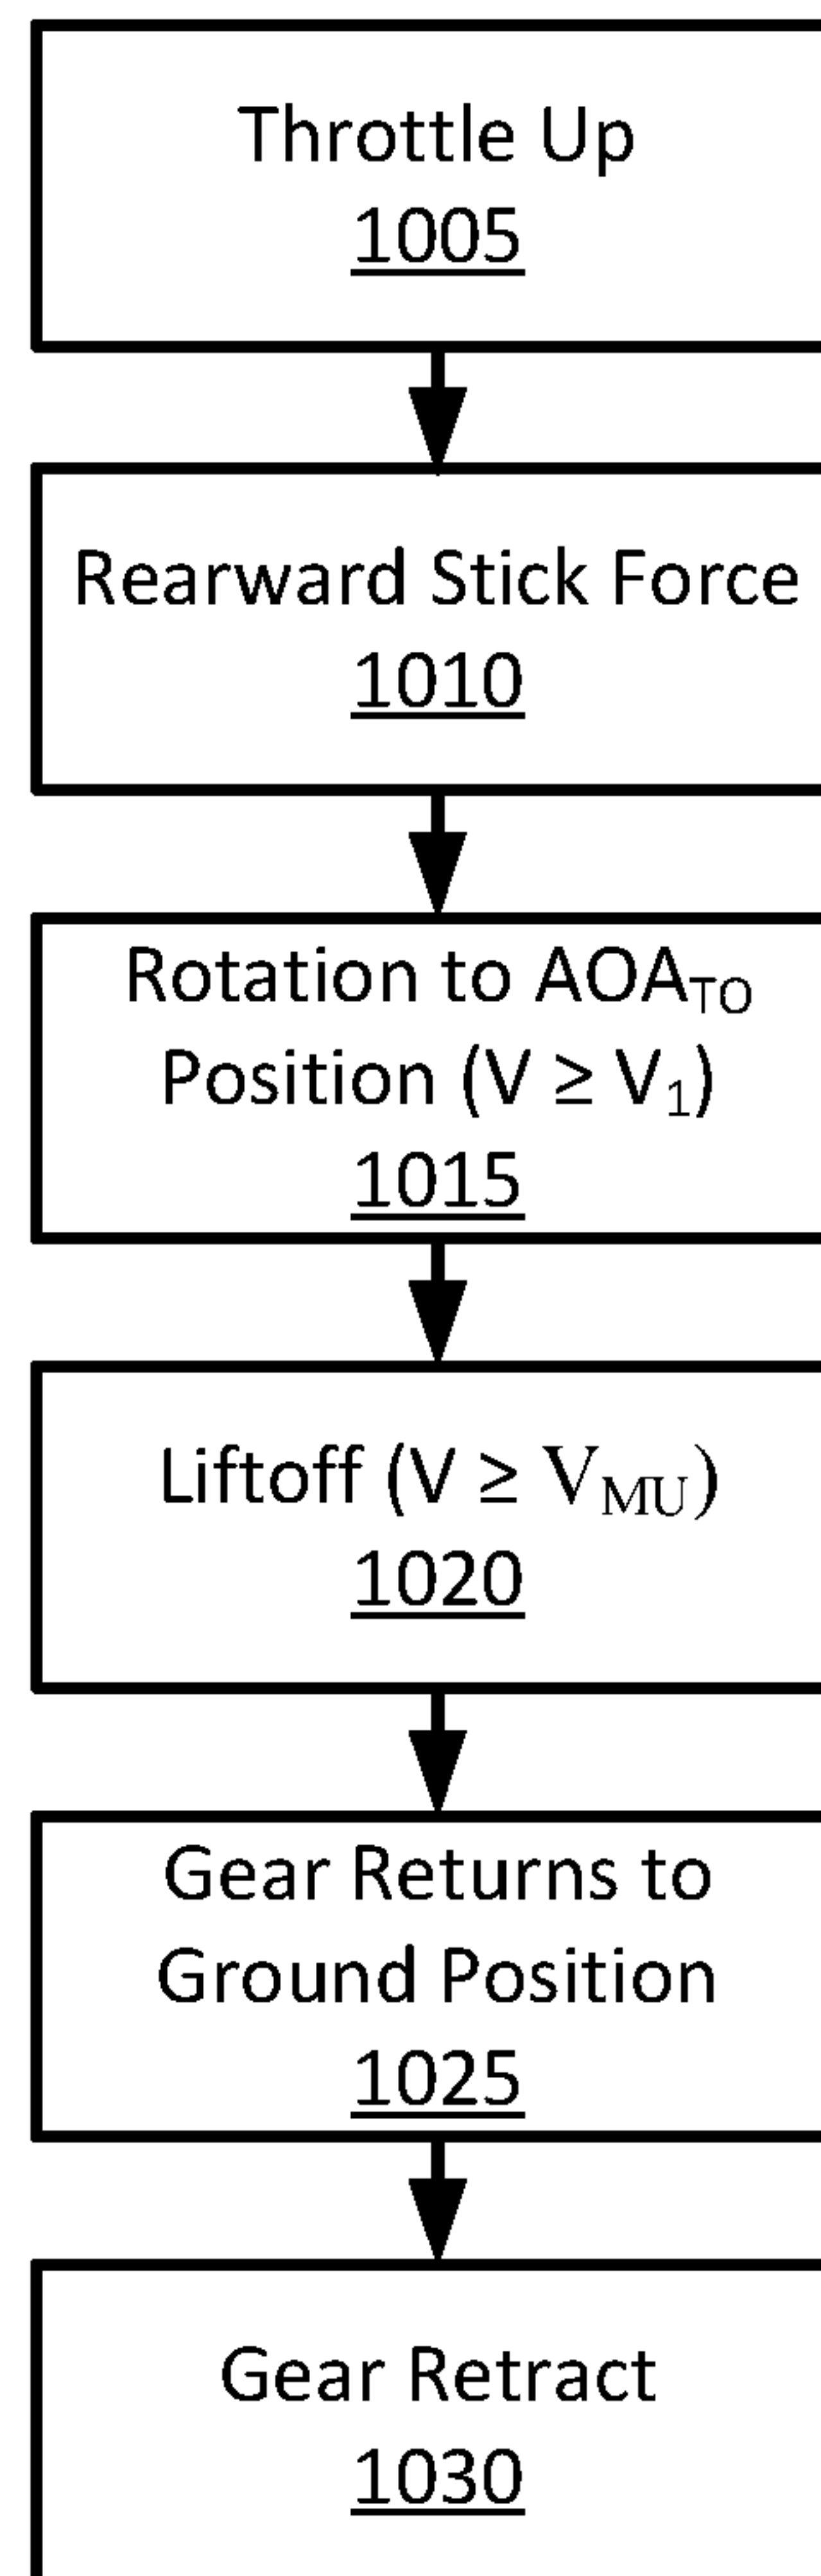 Throttle Up
1005
Rearward Stick Force
1010
Rotation to AOA_TO
Position (V ≥ V₁)
1015
Liftoff (V ≥ V_MU)
1020
Gear Returns to
Ground Position
1025
Gear Retract
1030